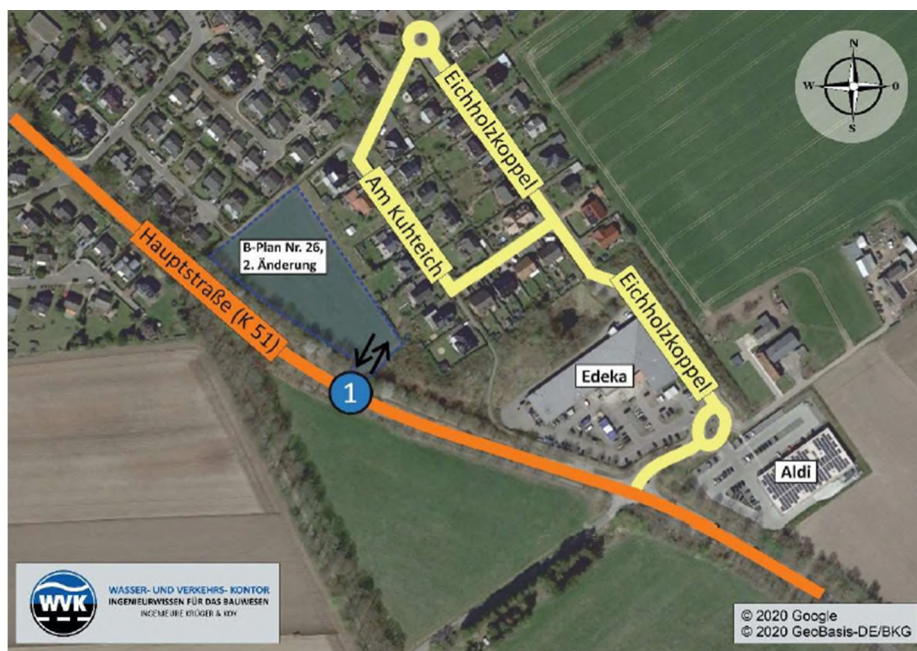 N
W
O
S
Eichholzkoppel
Am Kuhteich
B-Plan Nr. 26,
2. Änderung
Hauptstraße (K 51)
Eichholzkoppel
1
Edeka
Aldi
WVK
WASSER- UND VERKEHRS- KONTOR
INGENIEURWISSEN FÜR DAS BAUWESEN
INGENIEURE KRÜGER & KOY
© 2020 Google
© 2020 GeoBasis-DE/BKG